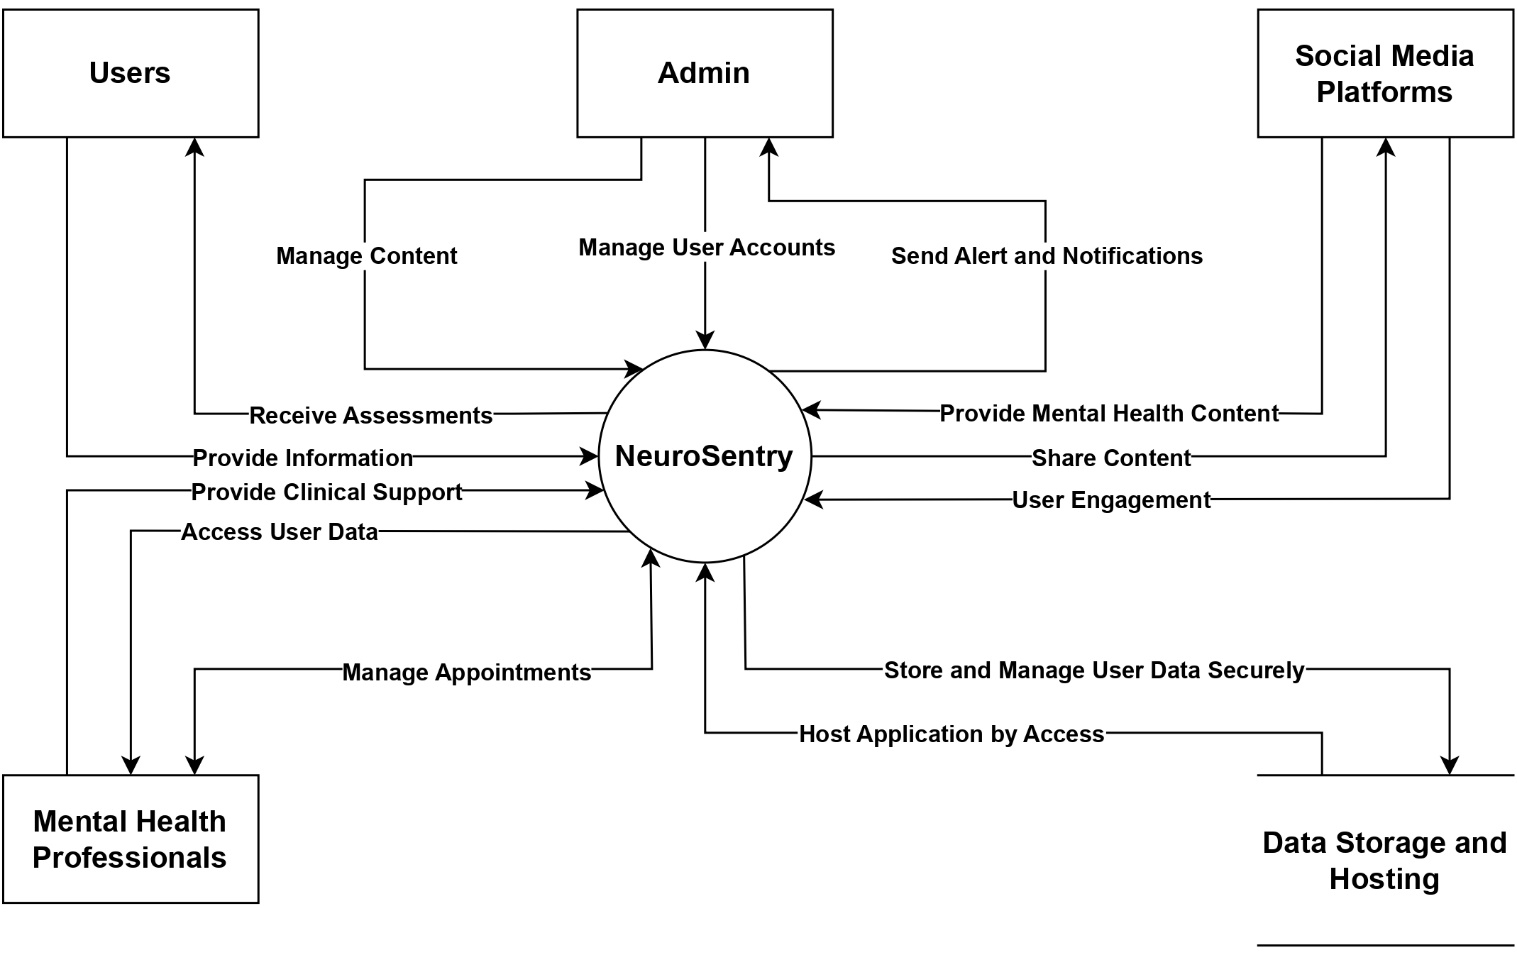 Users
Admin
Social Media
Platforms
Manage Content
Manage User Accounts
Send Alert and Notifications
Receive Assessments
Provide Mental Health Content
Provide Information
NeuroSentry
Share Content
Provide Clinical Support
User Engagement
Access User Data
Manage Appointments
Store and Manage User Data Securely
Host Application by Access
Mental Health
Professionals
Data Storage and
Hosting